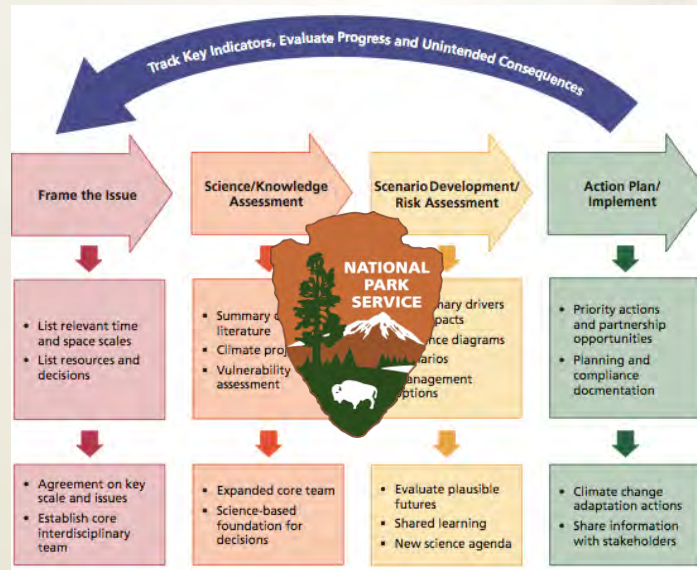 Track Key Indicators, Evaluate Progress and Unintended Consequences
Frame the Issue
Science/Knowledge
Assessment
Scenario Development/
Risk Assessment
Action Plan/
Implement
• List relevant time
and space scales
• List resources and
decisions
• Summary
literature
• Climate
• Vulnerability
assessment
NATIONAL
PARK
SERVICE
diagrams
• Priority actions
and partnership
opportunities
• Planning and
compliance
docmentation
• Agreement on key
scale and issues
• Establish core
interdisciplinary
team
• Expanded core team
• Science-based
foundation for
decisions
• Evaluate plausible
futures
• Shared learning
• New science agenda
• Climate change
adaptation actions
• Share information
with stakeholders